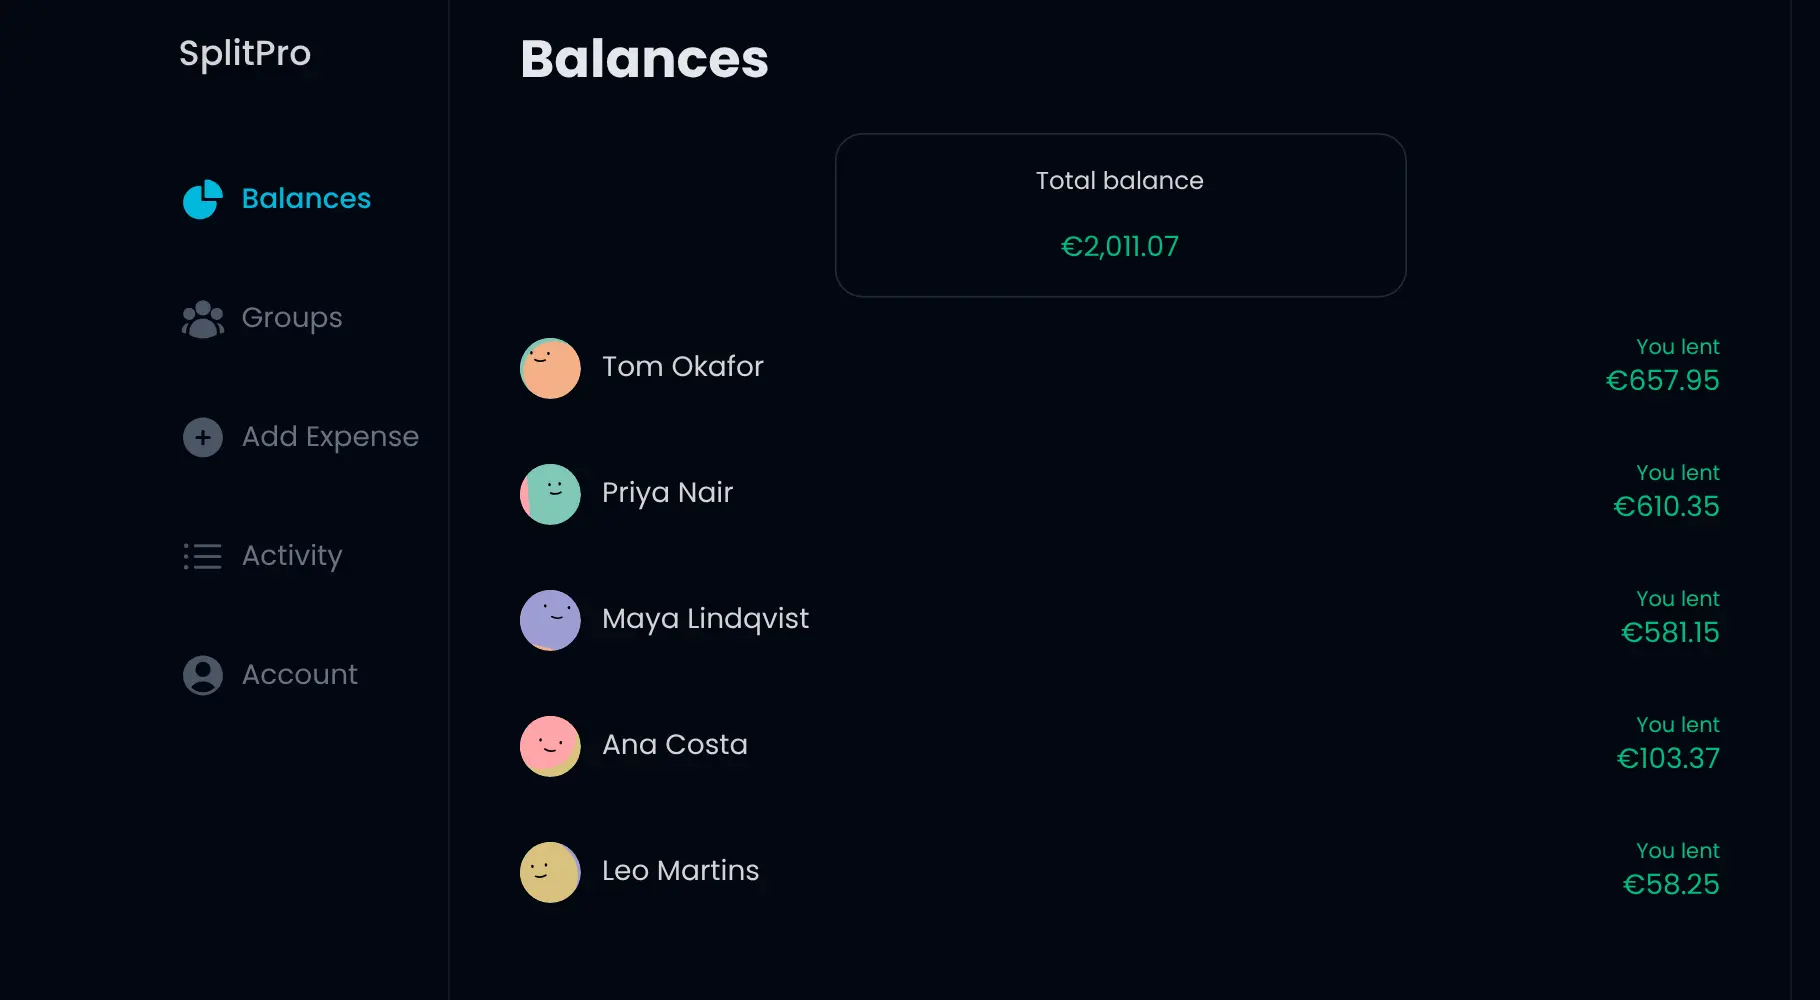 SplitPro
Balances
Groups
Add Expense
Activity
Account
Balances
Total balance
€2,011.07
Tom Okafor
You lent
€657.95
Priya Nair
You lent
€610.35
Maya Lindqvist
You lent
€581.15
Ana Costa
You lent
€103.37
Leo Martins
You lent
€58.25